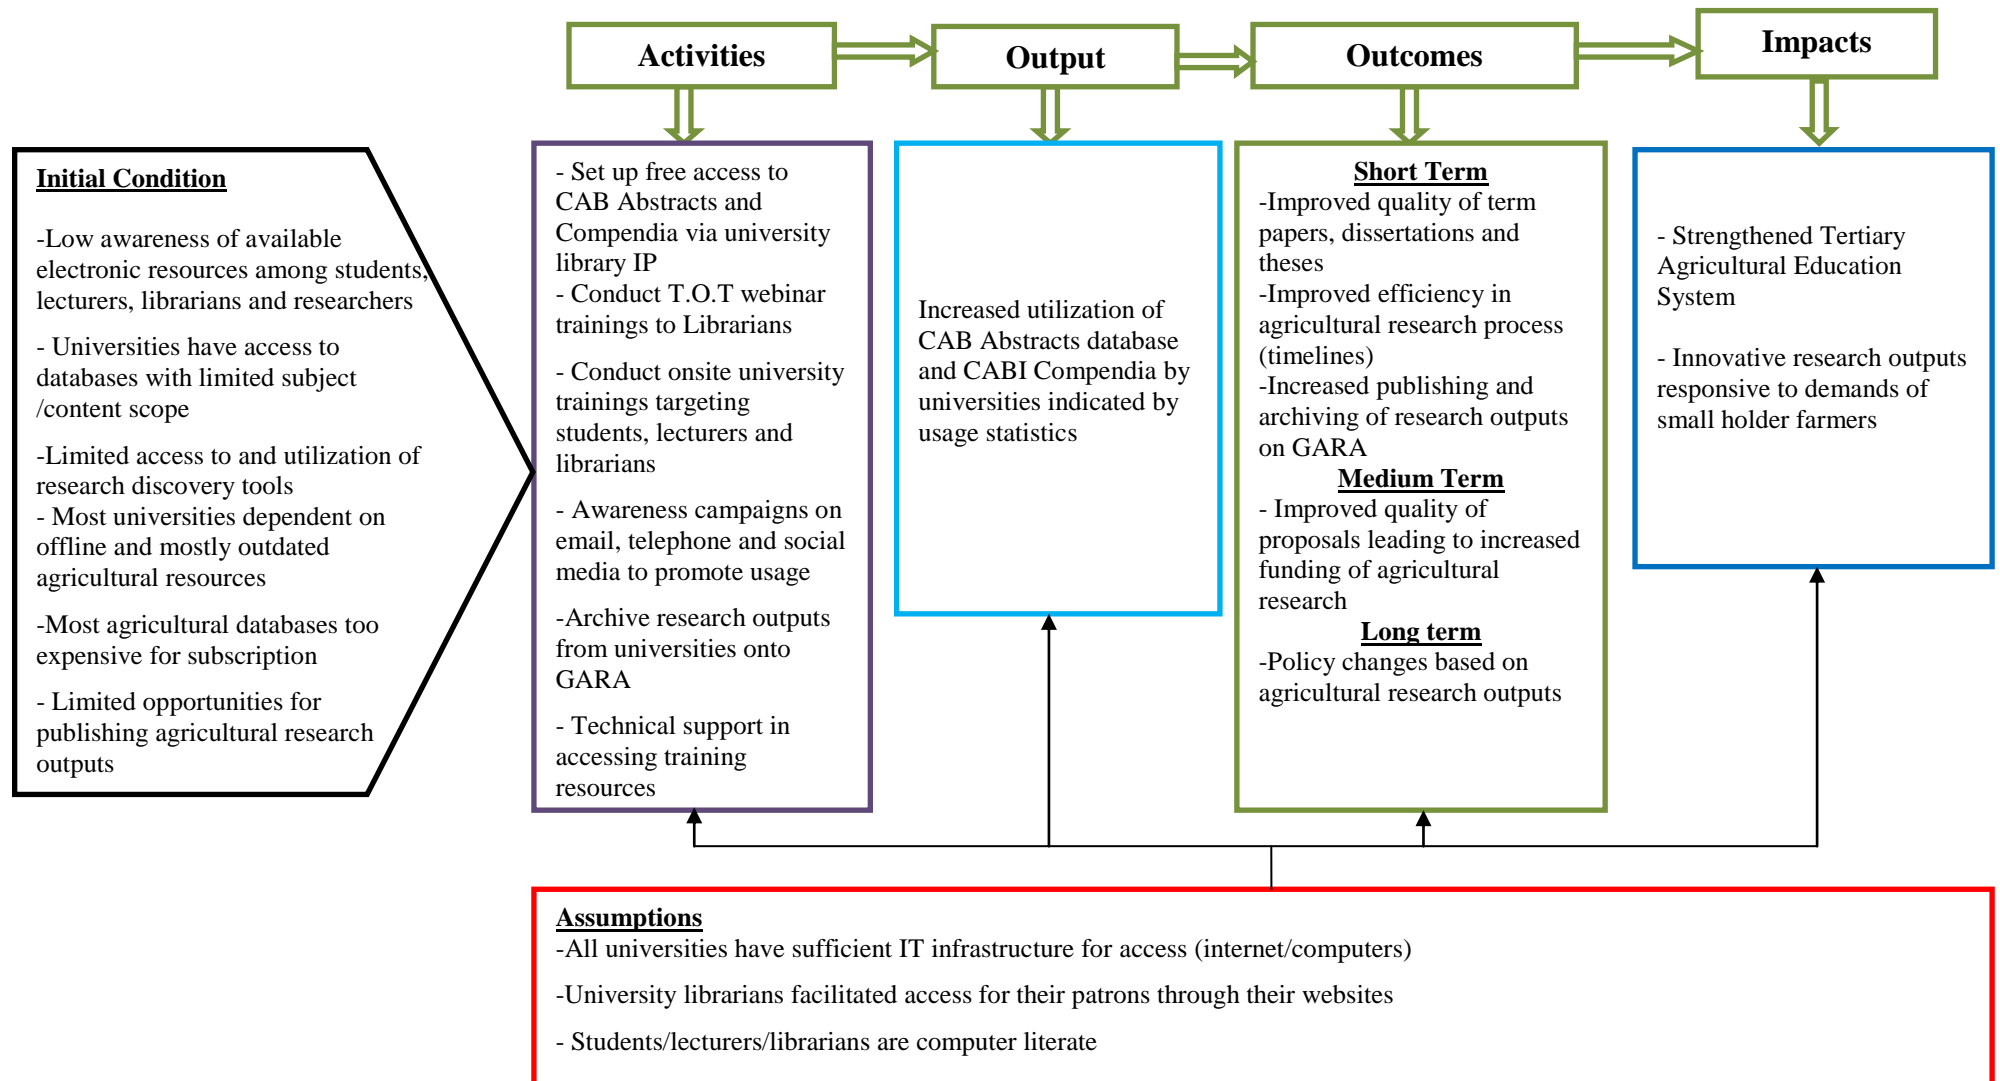 Activities
Output
Outcomes
Impacts
Initial Condition
-Low awareness of available
electronic resources among students,
lecturers, librarians and researchers
- Universities have access to
databases with limited subject
/content scope
-Limited access to and utilization of
research discovery tools
- Most universities dependent on
offline and mostly outdated
agricultural resources
-Most agricultural databases too
expensive for subscription
- Limited opportunities for
publishing agricultural research
outputs
- Set up free access to
CAB Abstracts and
Compendia via university
library IP
- Conduct T.O.T webinar
trainings to Librarians
- Conduct onsite university
trainings targeting
students, lecturers and
librarians
- Awareness campaigns on
email, telephone and social
media to promote usage
-Archive research outputs
from universities onto
GARA
- Technical support in
accessing training
resources
Increased utilization of
CAB Abstracts database
and CABI Compendia by
universities indicated by
usage statistics
Short Term
-Improved quality of term
papers, dissertations and
theses
-Improved efficiency in
agricultural research process
(timelines)
-Increased publishing and
archiving of research outputs
on GARA
Medium Term
- Improved quality of
proposals leading to increased
funding of agricultural
research
Long term
-Policy changes based on
agricultural research outputs
- Strengthened Tertiary
Agricultural Education
System
- Innovative research outputs
responsive to demands of
small holder farmers
Assumptions
-All universities have sufficient IT infrastructure for access (internet/computers)
-University librarians facilitated access for their patrons through their websites
- Students/lecturers/librarians are computer literate